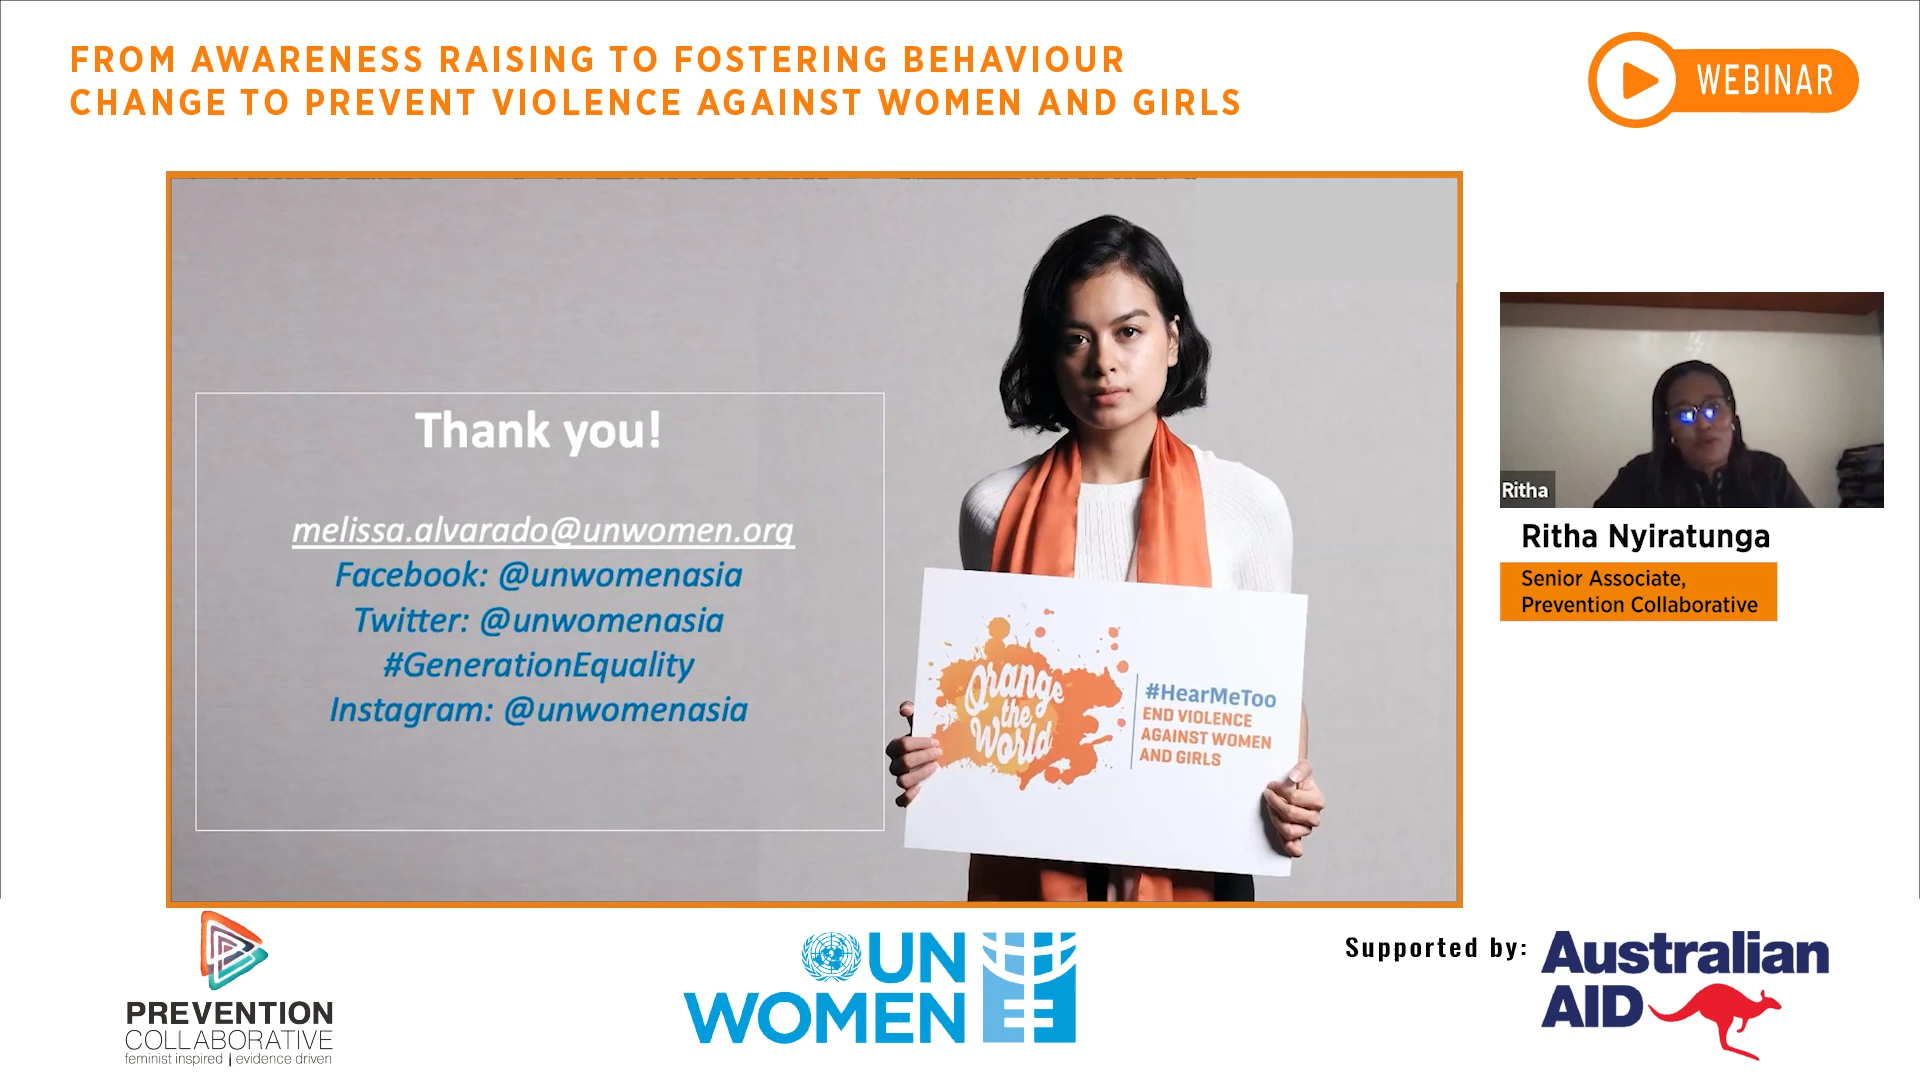 FROM AWARENESS RAISING TO FOSTERING BEHAVIOUR
CHANGE TO PREVENT VIOLENCE AGAINST WOMEN AND GIRLS
WEBINAR
Thank you!
melissa.alvarado@unwomen.org
Facebook: @unwomenasia
Twitter: @unwomenasia
#GenerationEquality
Instagram: @unwomenasia
Orange
the
World
#HearMeToo
END VIOLENCE
AGAINST WOMEN
AND GIRLS
Ritha
Ritha Nyiratunga
Senior Associate,
Prevention Collaborative
PREVENTION
COLLABORATIVE
feminist inspired | evidence driven
UN
WOMEN
Supported by:
Australian
AID